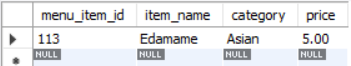 menu_item_id item_name category price
113 Edamame Asian 5.00
NULL NULL NULL NULL